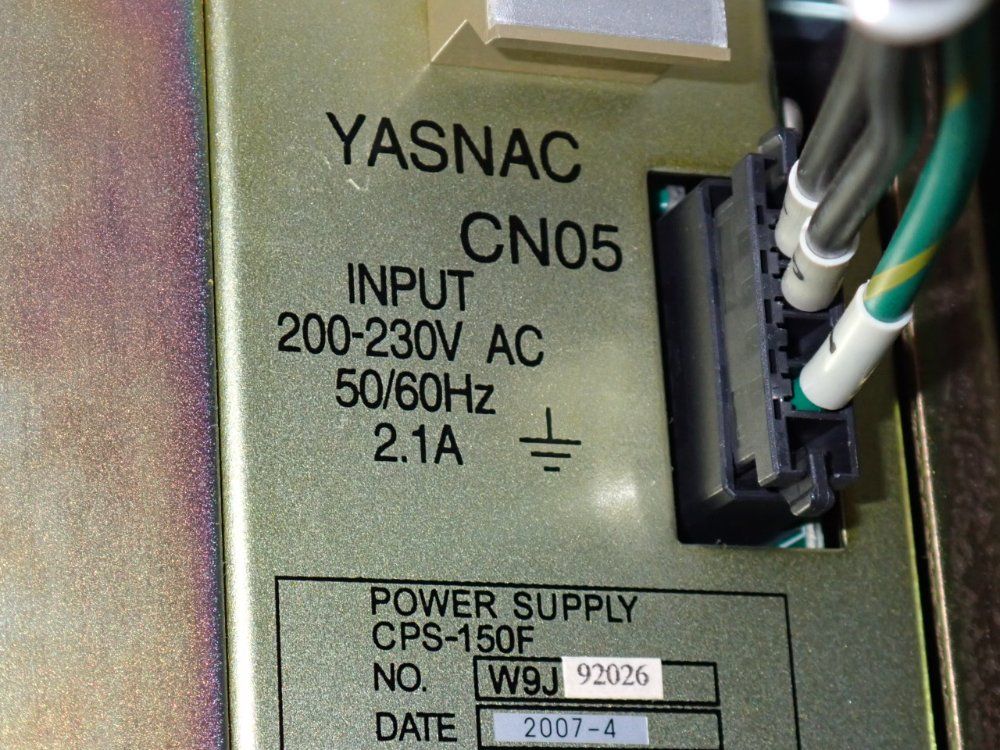 YASNAC
CN05
INPUT
200-230V AC
50/60Hz
2.1A
POWER SUPPLY
CPS-150F
NO. W9J 92026
DATE 2007-4